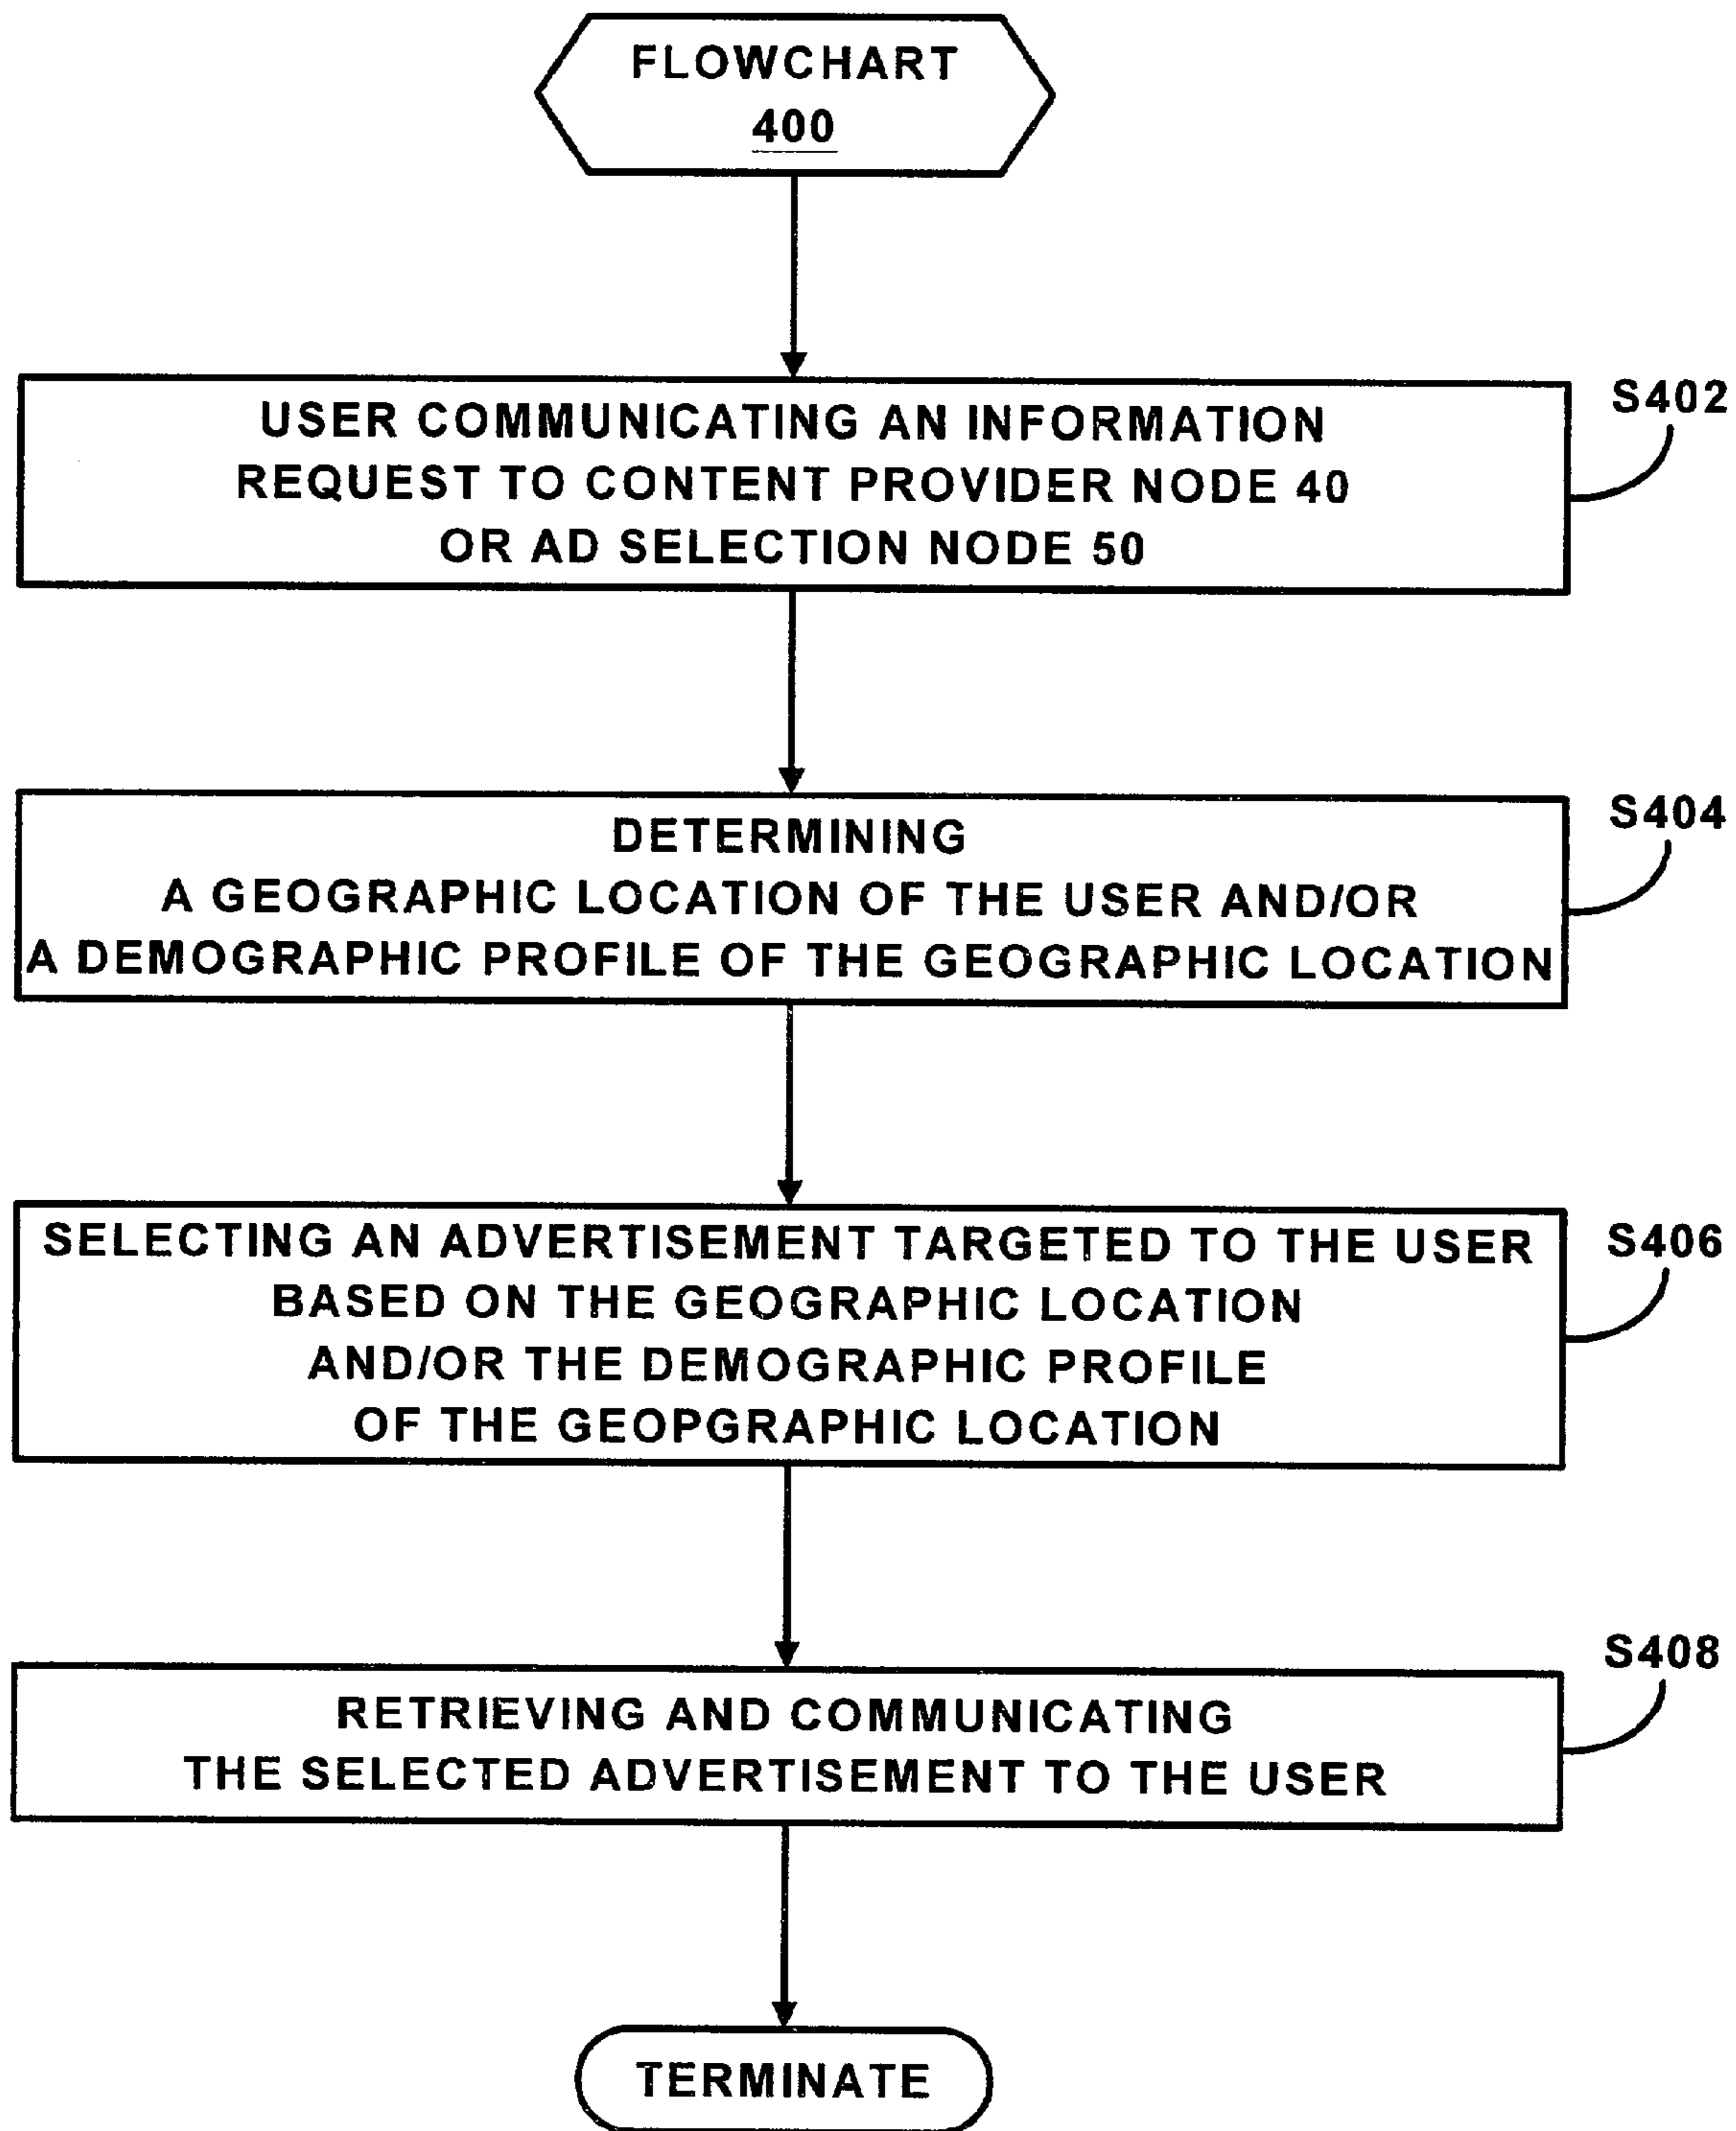 FLOWCHART
400
USER COMMUNICATING AN INFORMATION
REQUEST TO CONTENT PROVIDER NODE 40
OR AD SELECTION NODE 50
S402
DETERMINING
A GEOGRAPHIC LOCATION OF THE USER AND/OR
A DEMOGRAPHIC PROFILE OF THE GEOGRAPHIC LOCATION
S404
SELECTING AN ADVERTISEMENT TARGETED TO THE USER
BASED ON THE GEOGRAPHIC LOCATION
AND/OR THE DEMOGRAPHIC PROFILE
OF THE GEOPGRAPHIC LOCATION
S406
RETRIEVING AND COMMUNICATING
THE SELECTED ADVERTISEMENT TO THE USER
S408
TERMINATE